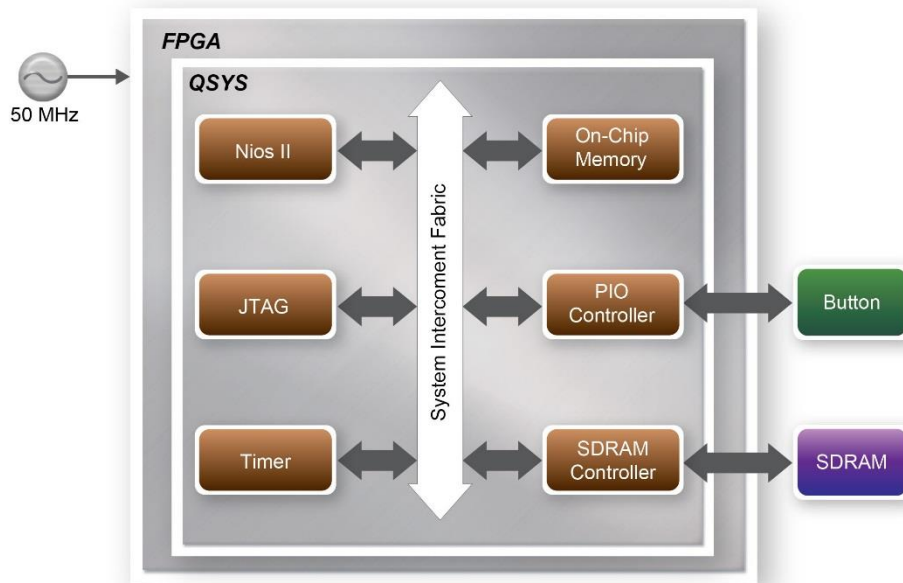 FPGA
QSYS
50 MHz
Nios II
On-Chip
Memory
System Intercoment Fabric
JTAG
PIO
Controller
Button
Timer
SDRAM
Controller
SDRAM